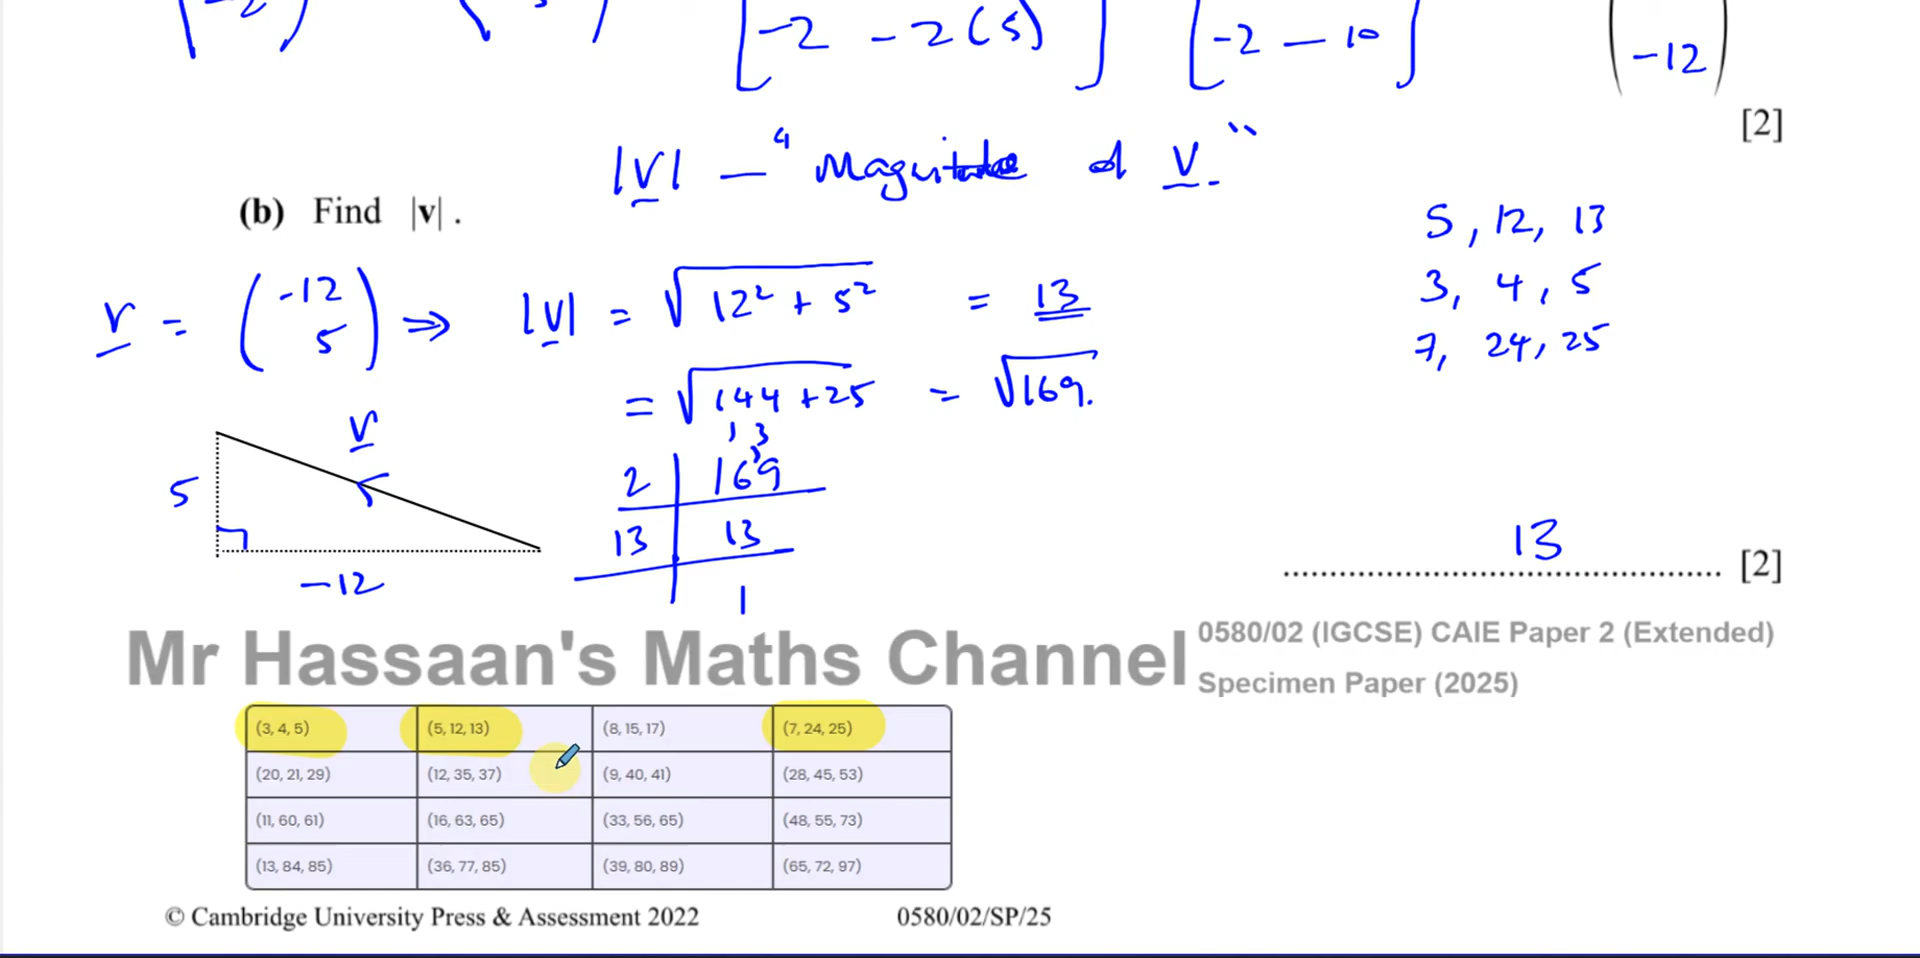 -2 - 2(5) -2 - 10 -12
[2]
|v| - " Magnitude of v "
(b) Find |v| .
5, 12, 13
3, 4, 5
7, 24, 25
v = (-12 5) ⇒ |v| = √12² + 5² = 13
= √144 + 25 = √169.
13
2 | 169
13 | 13
1
v
5
-12
13
[2]
Mr Hassaan's Maths Channel
0580/02 (IGCSE) CAIE Paper 2 (Extended)
Specimen Paper (2025)
(3, 4, 5) (5, 12, 13) (8, 15, 17) (7, 24, 25)
(20, 21, 29) (12, 35, 37) (9, 40, 41) (28, 45, 53)
(11, 60, 61) (16, 63, 65) (33, 56, 65) (48, 55, 73)
(13, 84, 85) (36, 77, 85) (39, 80, 89) (65, 72, 97)
© Cambridge University Press & Assessment 2022 0580/02/SP/25